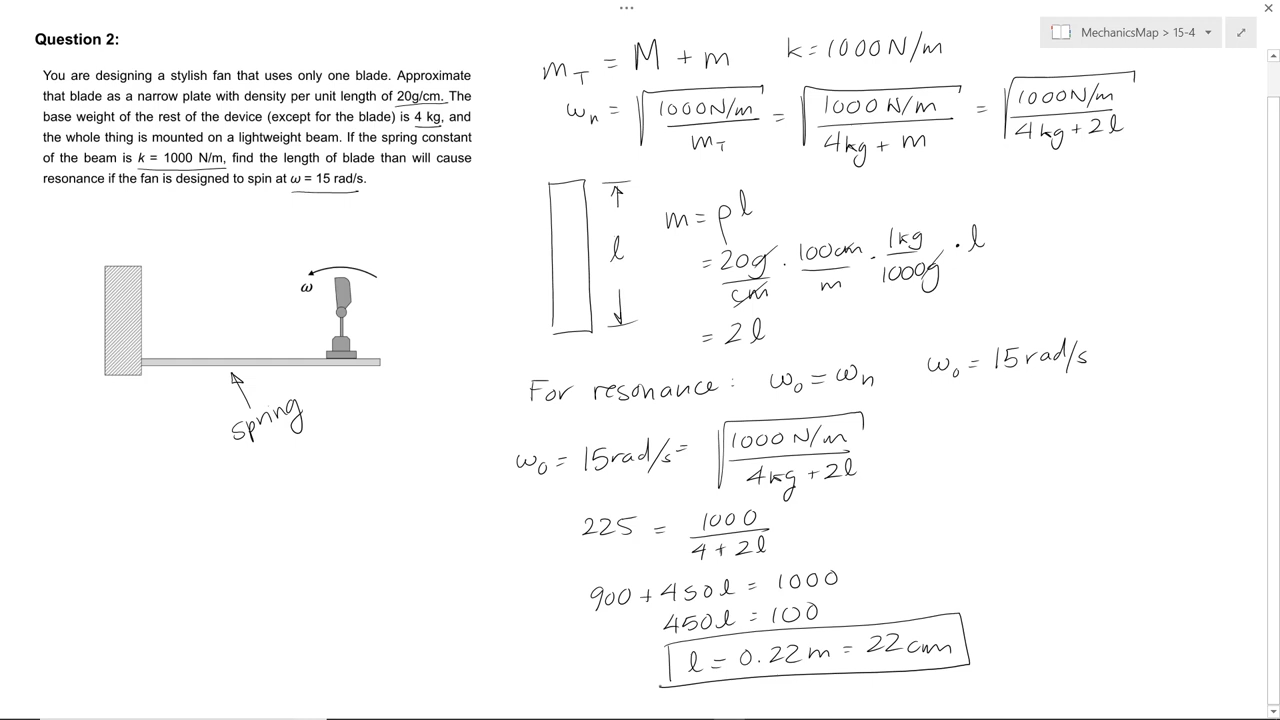 Question 2:
You are designing a stylish fan that uses only one blade. Approximate
that blade as a narrow plate with density per unit length of 20g/cm. The
base weight of the rest of the device (except for the blade) is 4 kg, and
the whole thing is mounted on a lightweight beam. If the spring constant
of the beam is k = 1000 N/m, find the length of blade than will cause
resonance if the fan is designed to spin at ω = 15 rad/s.
ω
spring
MechanicsMap > 15-4
m_T = M + m k = 1000 N/m
ω_n = √(1000 N/m / m_T) = √(1000 N/m / 4kg + m) = √(1000 N/m / 4kg + 2l)
l
m = ρl
= 20g/cm · 100cm/m · 1kg/1000g · l
= 2l
For resonance: ω_0 = ω_n ω_0 = 15 rad/s
ω_0 = 15 rad/s = √(1000 N/m / 4kg + 2l)
225 = 1000 / 4 + 2l
900 + 450l = 1000
450l = 100
l = 0.22m = 22cm